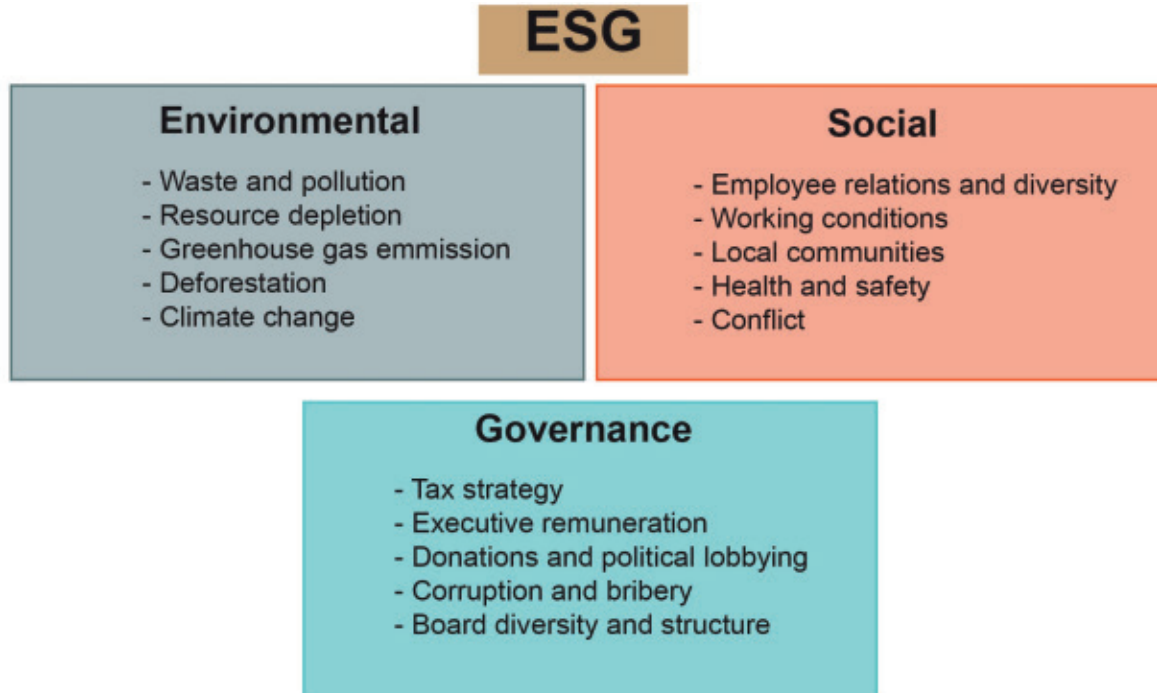 ESG
Environmental
- Waste and pollution
- Resource depletion
- Greenhouse gas emmission
- Deforestation
- Climate change
Social
- Employee relations and diversity
- Working conditions
- Local communities
- Health and safety
- Conflict
Governance
- Tax strategy
- Executive remuneration
- Donations and political lobbying
- Corruption and bribery
- Board diversity and structure